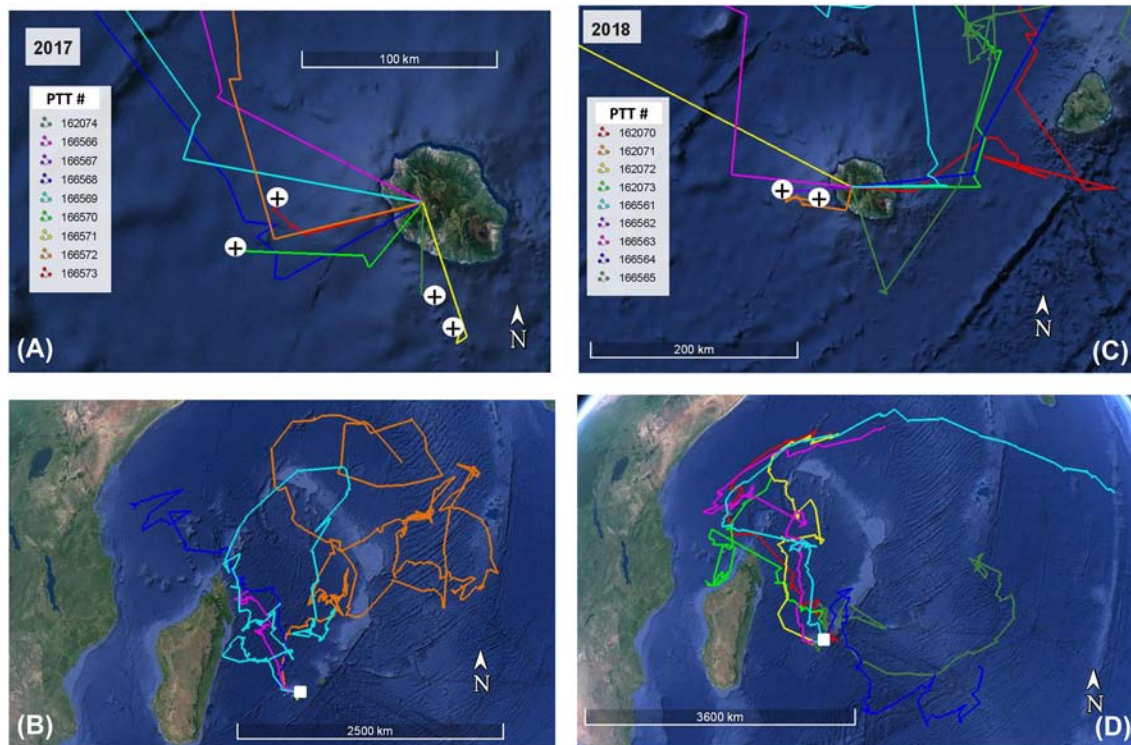 2017
100 km
PTT #
162074
166566
166567
166568
166569
166570
166571
166572
166573
N
(A)
2018
PTT #
162070
162071
162072
162073
166561
166562
166563
166564
166565
200 km
N
(C)
2500 km
N
(B)
3600 km
N
(D)